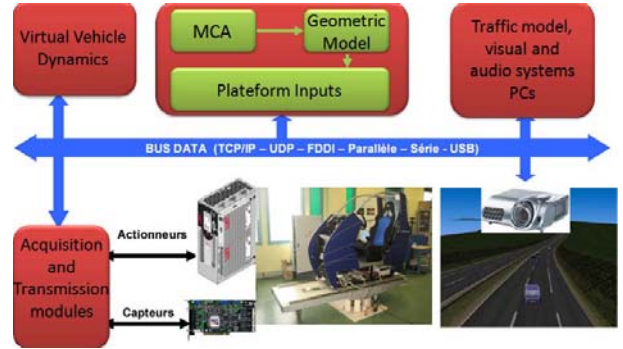 Virtual Vehicle
Dynamics
MCA
Geometric
Model
Plateform Inputs
Traffic model,
visual and
audio systems
PCs
BUS DATA (TCP/IP – UDP – FDDI – Parallèle – Série - USB)
Acquisition
and
Transmission
modules
Actionneurs
Capteurs